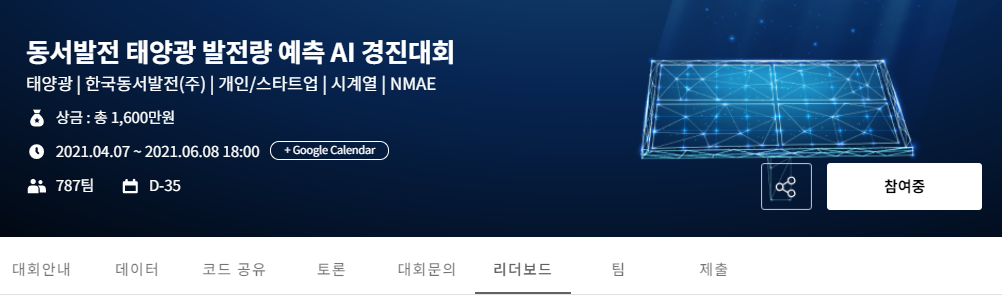 동서발전 태양광 발전량 예측 AI 경진대회
태양광 | 한국동서발전(주) | 개인/스타트업 | 시계열 | NMAE
상금 : 총 1,600만원
2021.04.07 ~ 2021.06.08 18:00 + Google Calendar
787팀 D-35
참여중
대회안내 데이터 코드 공유 토론 대회문의 리더보드 팀 제출